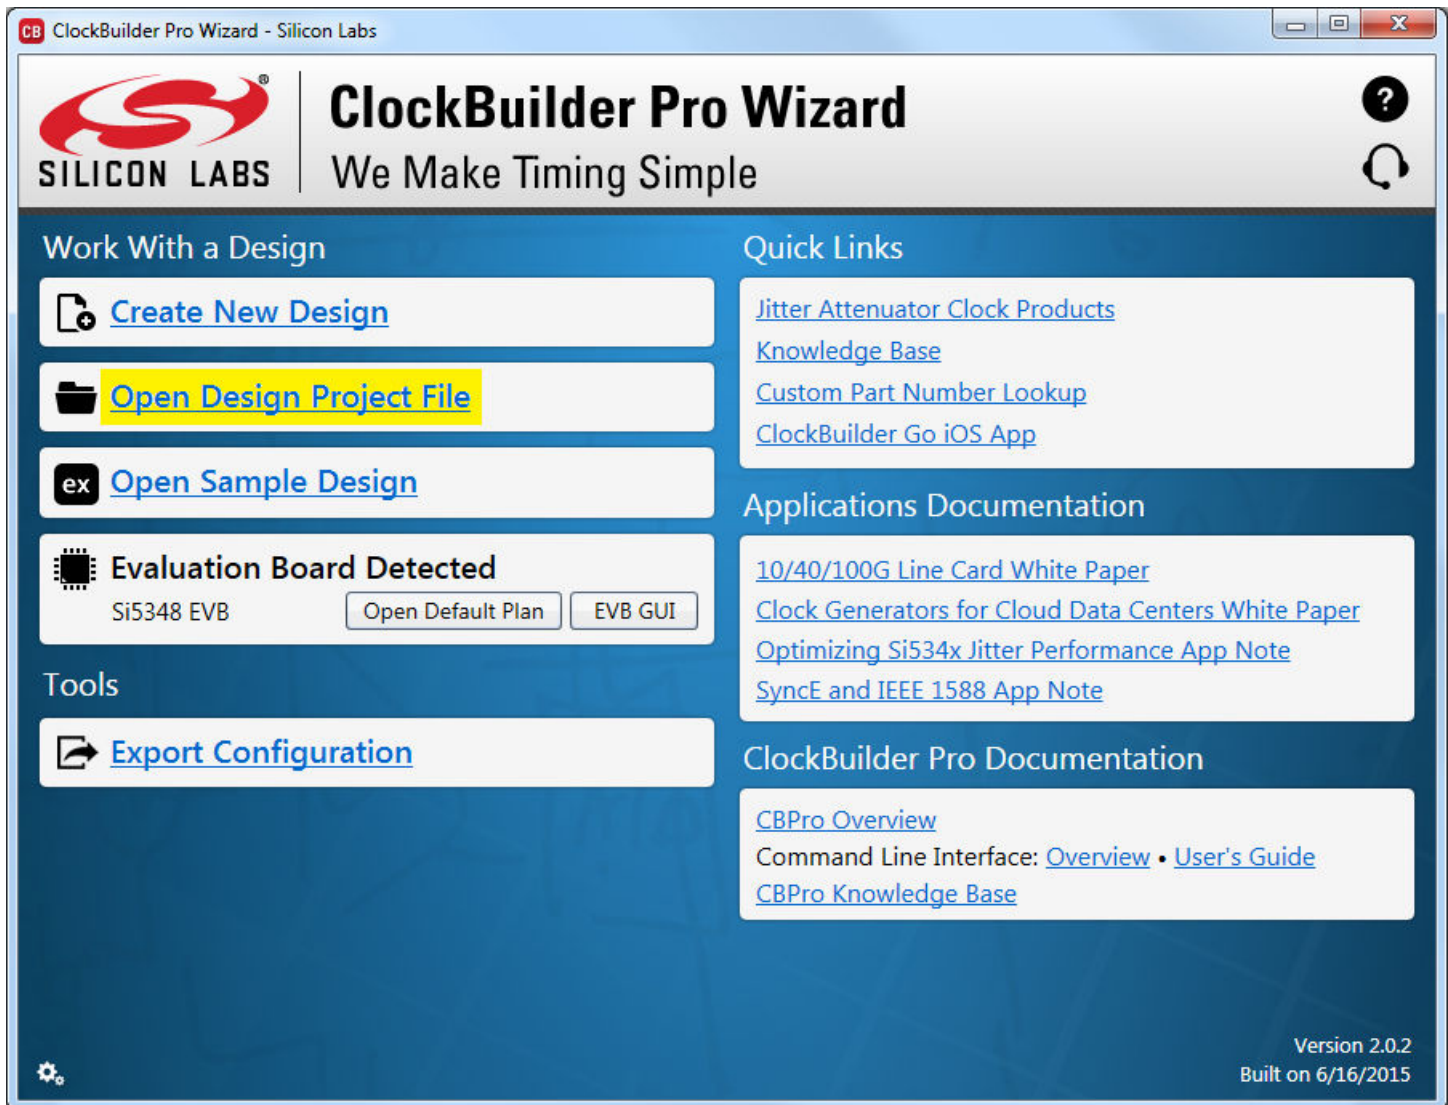 CB ClockBuilder Pro Wizard - Silicon Labs
SILICON LABS
®
ClockBuilder Pro Wizard
We Make Timing Simple
?
Work With a Design
Create New Design
Open Design Project File
ex Open Sample Design
Evaluation Board Detected
Si5348 EVB Open Default Plan EVB GUI
Tools
Export Configuration
Quick Links
Jitter Attenuator Clock Products
Knowledge Base
Custom Part Number Lookup
ClockBuilder Go iOS App
Applications Documentation
10/40/100G Line Card White Paper
Clock Generators for Cloud Data Centers White Paper
Optimizing Si534x Jitter Performance App Note
SyncE and IEEE 1588 App Note
ClockBuilder Pro Documentation
CBPro Overview
Command Line Interface: Overview • User's Guide
CBPro Knowledge Base
Version 2.0.2
Built on 6/16/2015